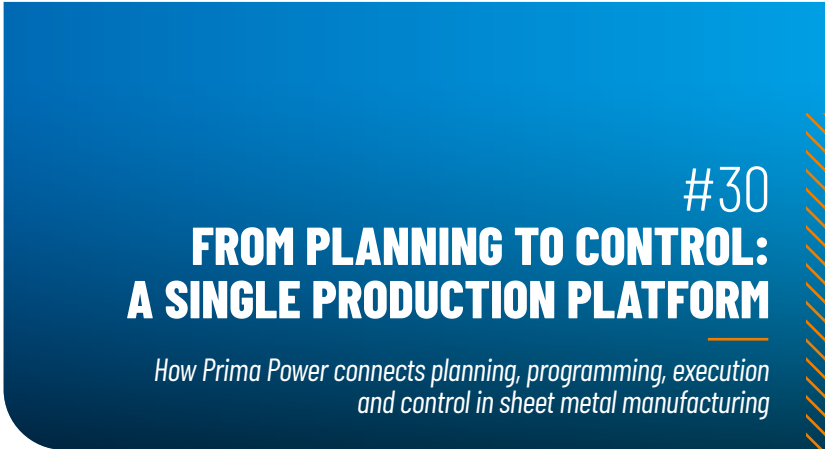 #30
FROM PLANNING TO CONTROL:
A SINGLE PRODUCTION PLATFORM
How Prima Power connects planning, programming, execution
and control in sheet metal manufacturing